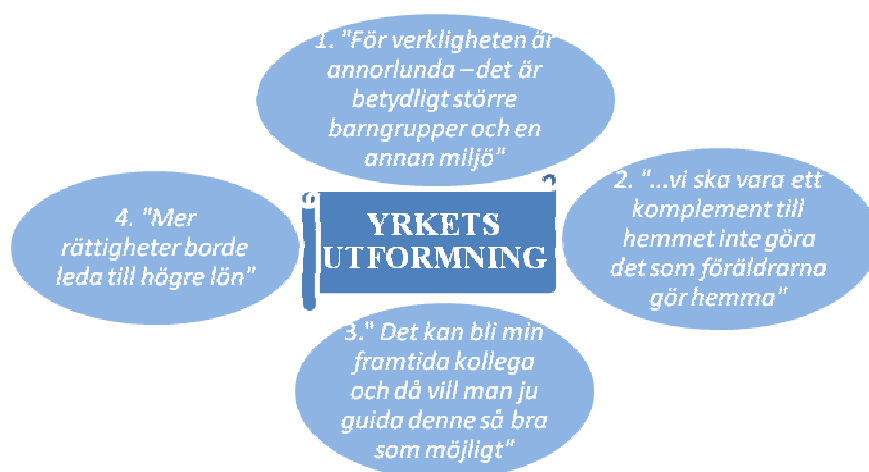 1. "För verkligheten är
annorlunda – det är
betydligt större
barngrupper och en
annan miljö"
2. "...vi ska vara ett
komplement till
hemmet inte göra
det som föräldrarna
gör hemma"
YRKETS
UTFORMNING
4. "Mer
rättigheter borde
leda till högre lön"
3." Det kan bli min
framtida kollega
och då vill man ju
guida denne så bra
som möjligt"